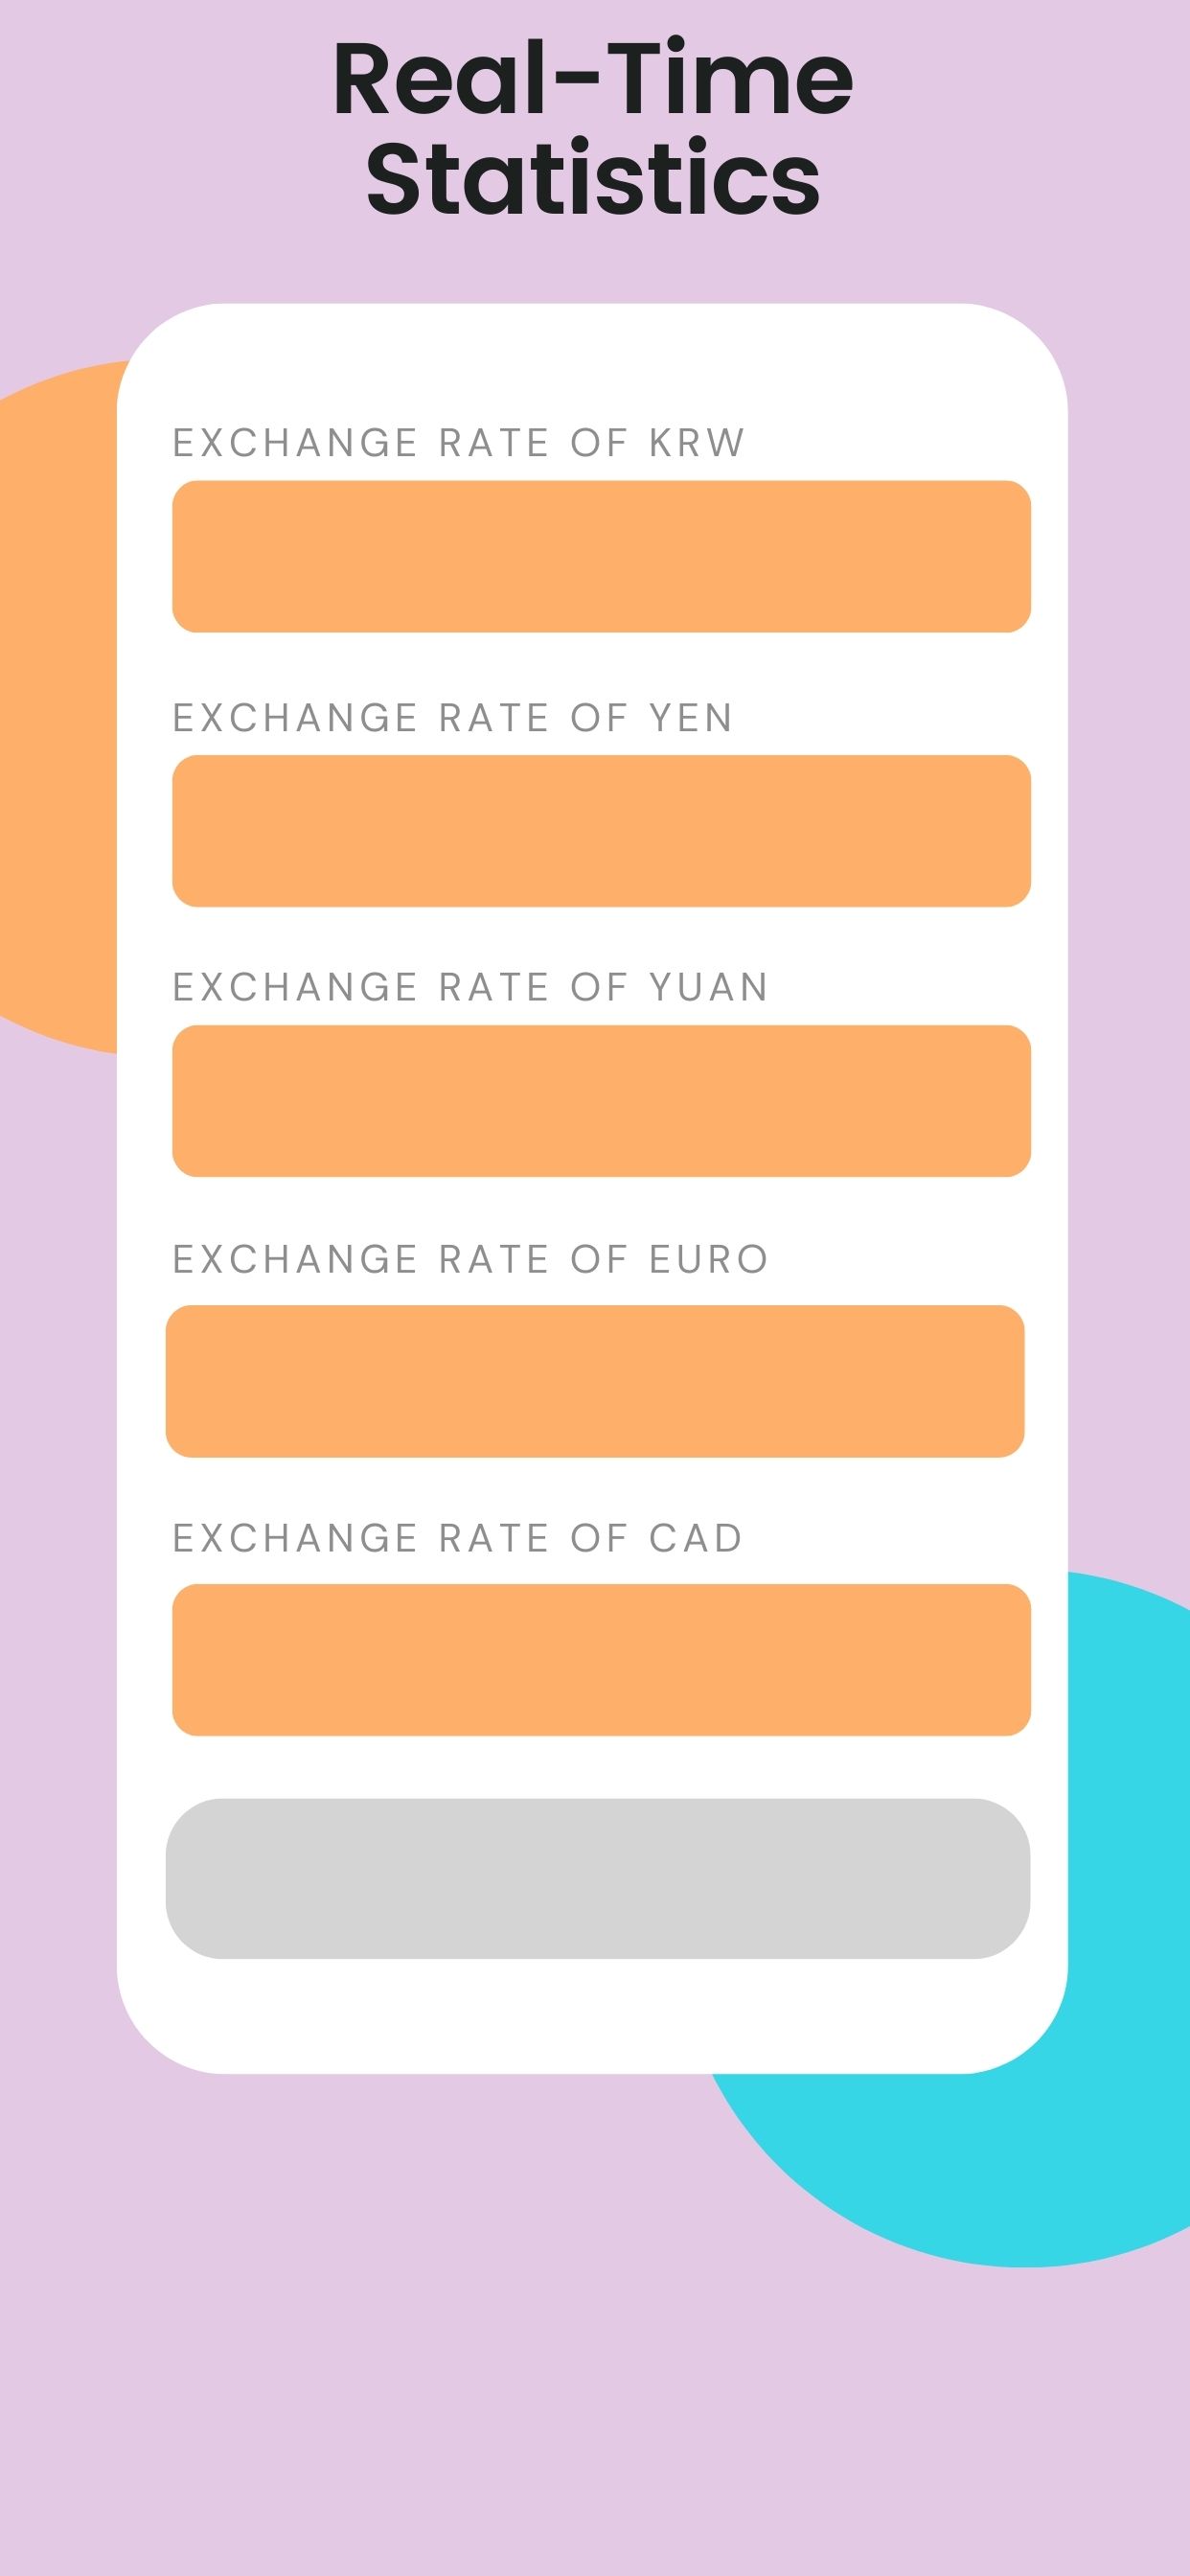 Real-Time
Statistics
EXCHANGE RATE OF KRW
EXCHANGE RATE OF YEN
EXCHANGE RATE OF YUAN
EXCHANGE RATE OF EURO
EXCHANGE RATE OF CAD